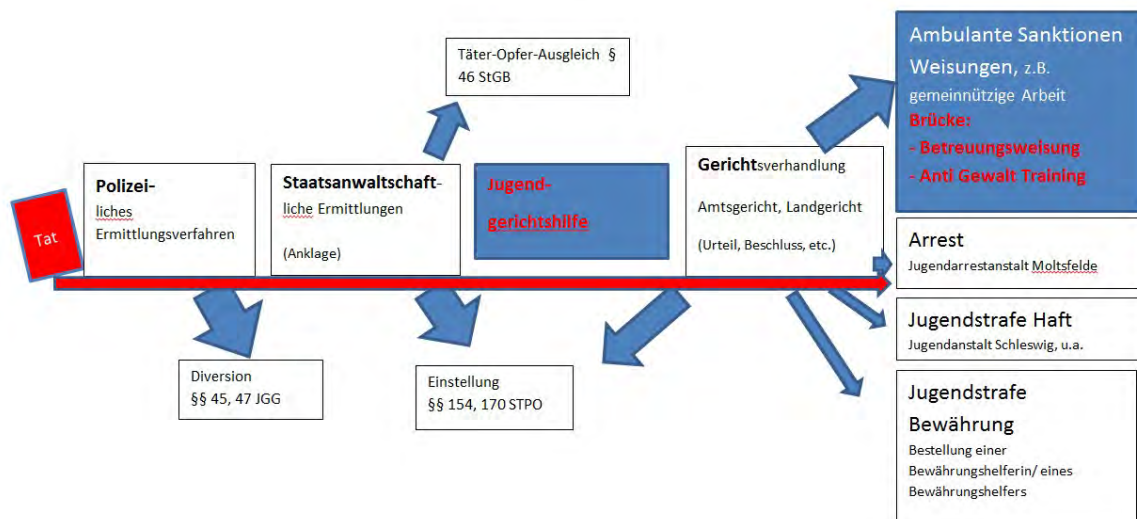 Tat
Polizei-
liches
Ermittlungsverfahren
Staatsanwaltschaft-
liche Ermittlungen
(Anklage)
Täter-Opfer-Ausgleich §
46 StGB
Jugend-
gerichtshilfe
Gerichtsverhandlung
Amtsgericht, Landgericht
(Urteil, Beschluss, etc.)
Diversion
§§ 45, 47 JGG
Einstellung
§§ 154, 170 STPO
Ambulante Sanktionen
Weisungen, z.B.
gemeinnützige Arbeit
Brücke:
- Betreuungsweisung
- Anti Gewalt Training
Arrest
Jugendarrestanstalt Moltsfelde
Jugendstrafe Haft
Jugendanstalt Schleswig, u.a.
Jugendstrafe
Bewährung
Bestellung einer
Bewährungshelferin/ eines
Bewährungshelfers